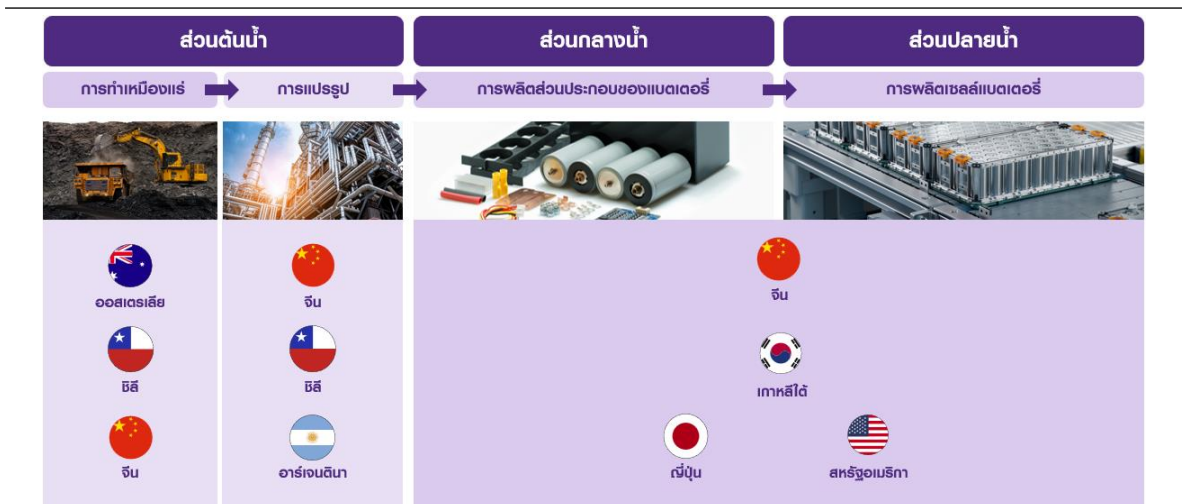 ส่วนต้นน้ำ
ส่วนกลางน้ำ
ส่วนปลายน้ำ
การทำเหมืองแร่
การแปรรูป
การผลิตส่วนประกอบของแบตเตอรี่
การผลิตเซลล์แบตเตอรี่
ออสเตรเลีย
จีน
จีน
ชิลี
ชิลี
เกาหลีใต้
จีน
อาร์เจนตินา
ญี่ปุ่น
สหรัฐอเมริกา